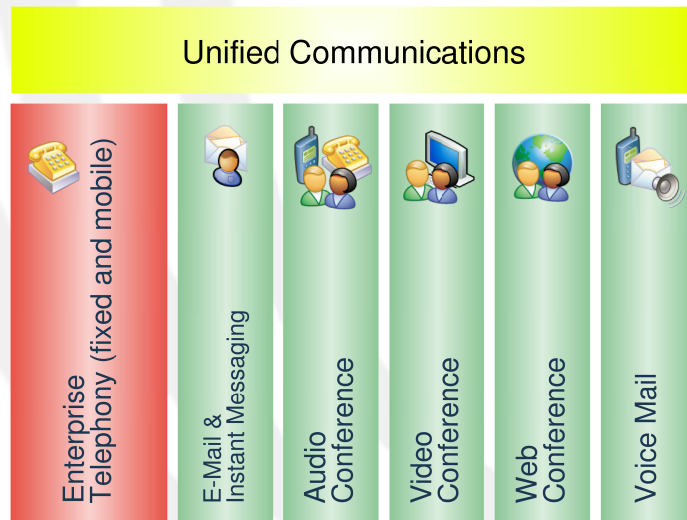 Unified Communications
Enterprise
Telephony (fixed and mobile)
E-Mail &
Instant Messaging
Audio
Conference
Video
Conference
Web
Conference
Voice Mail